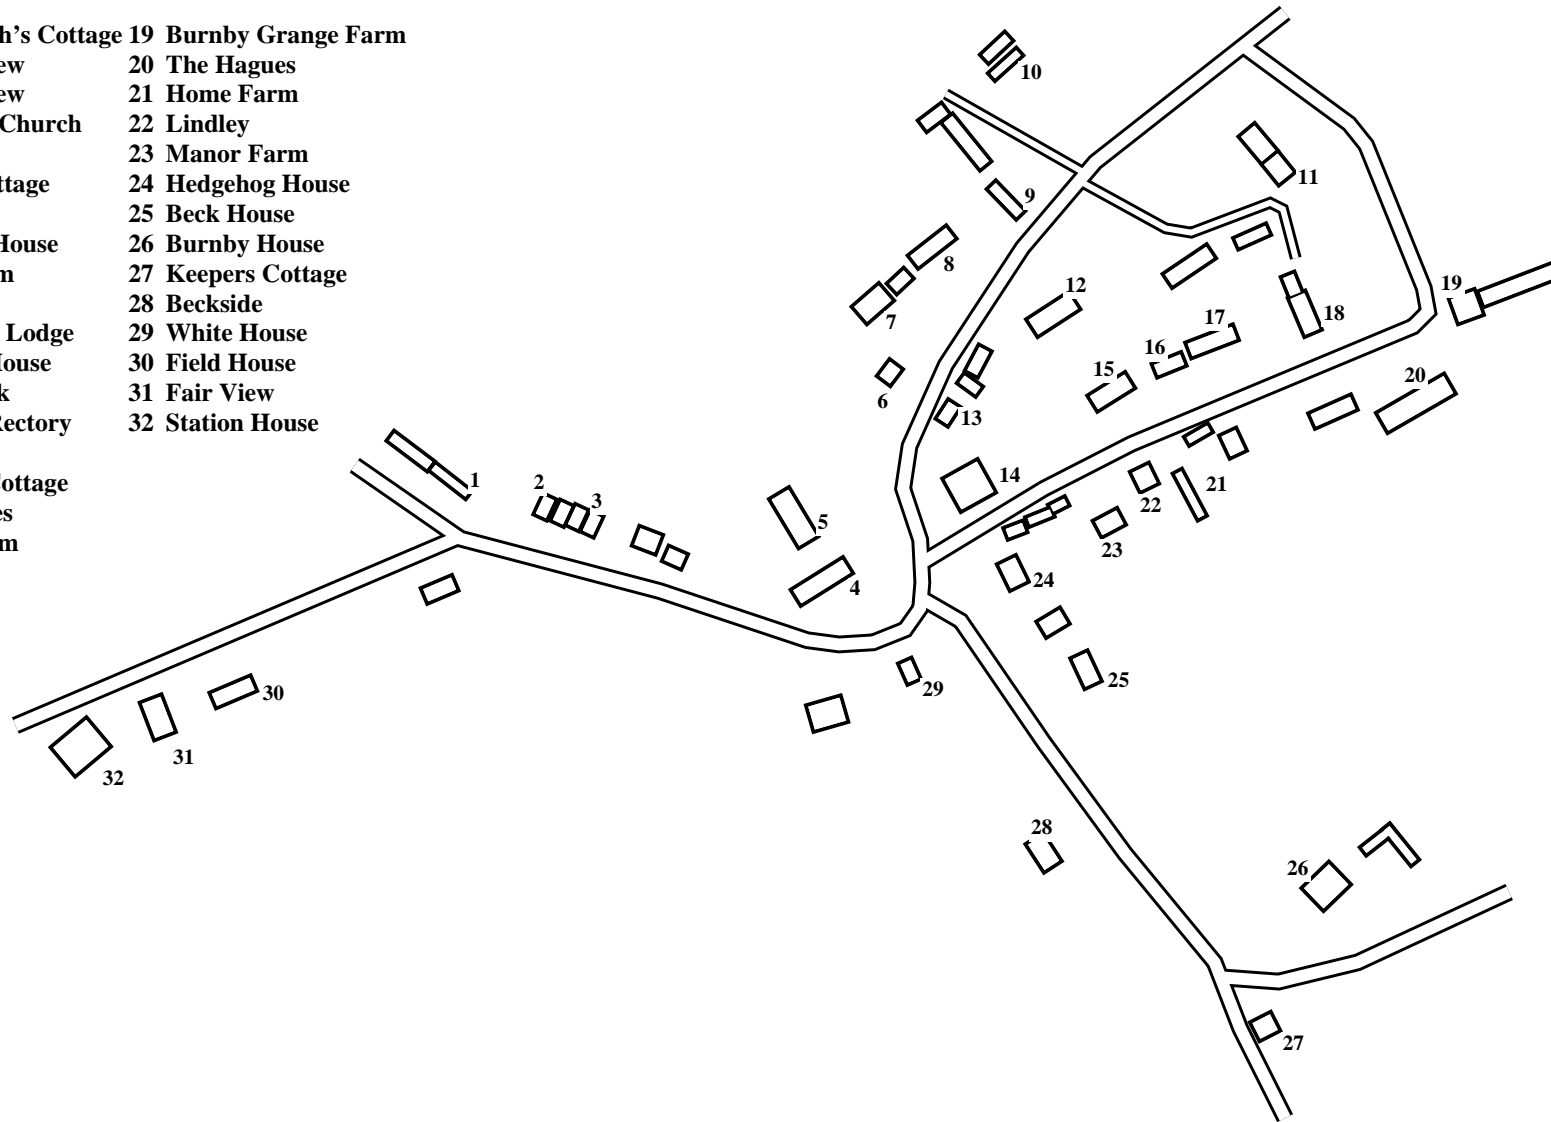 h's Cottage 19 Burnby Grange Farm
ew 20 The Hagues
ew 21 Home Farm
Church 22 Lindley
23 Manor Farm
ttage 24 Hedgehog House
25 Beck House
House 26 Burnby House
m 27 Keepers Cottage
28 Beckside
Lodge 29 White House
House 30 Field House
k 31 Fair View
Rectory 32 Station House
Cottage
es
m
10
11
9
8
7
12
19
18
17
16
15
20
6
13
14
1
2
3
5
4
21
22
23
24
25
29
30
31
32
28
26
27